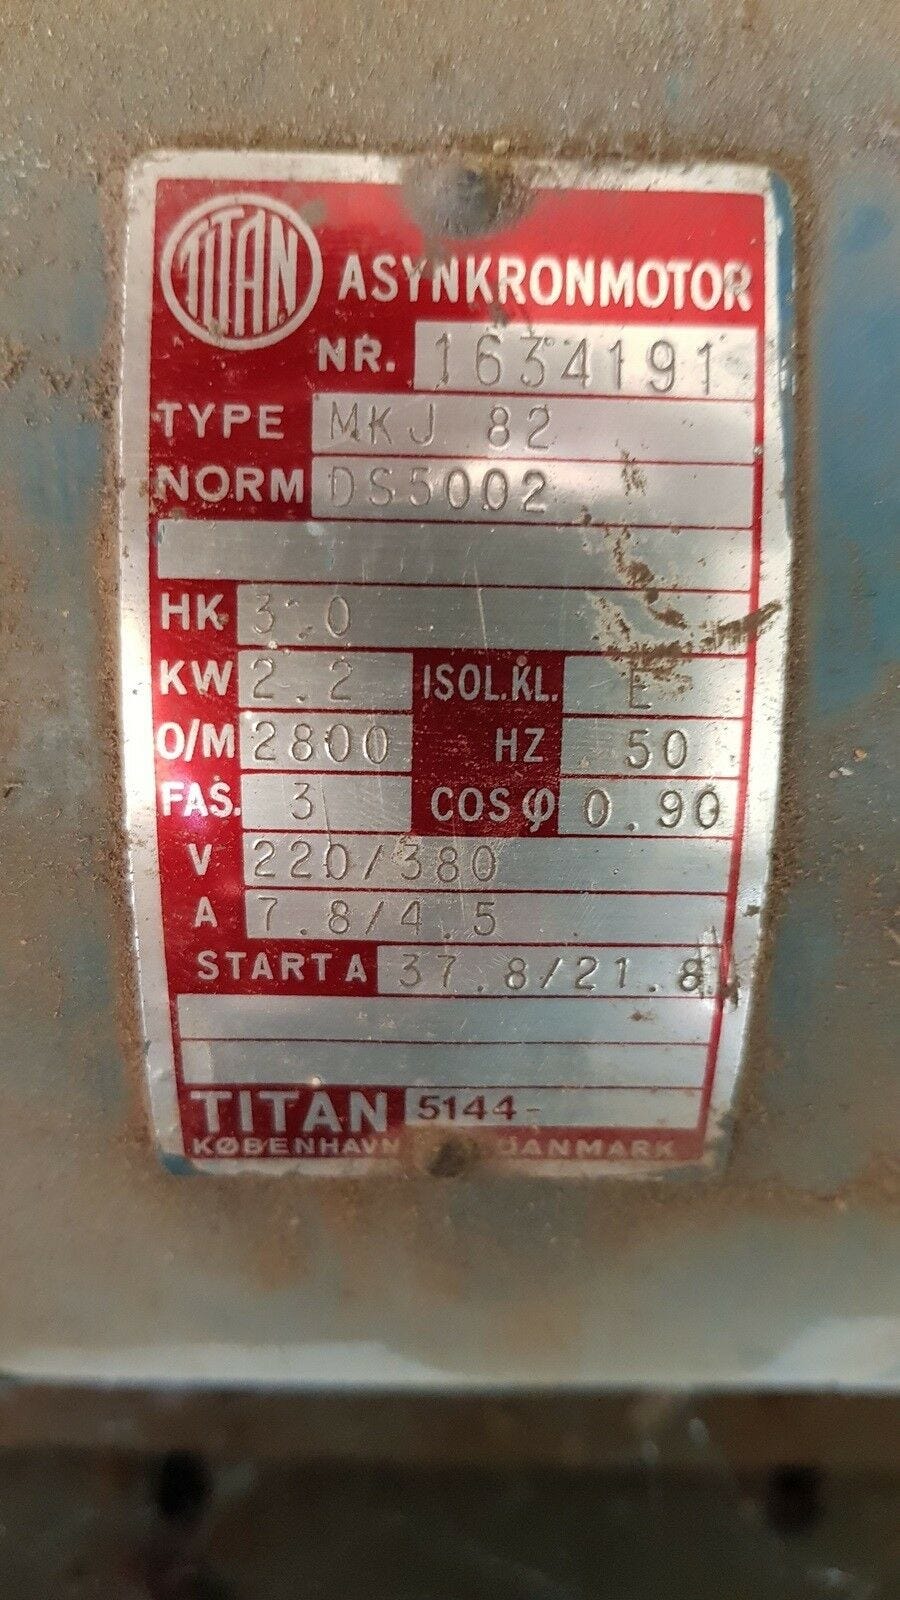 TITAN
ASYNKRONMOTOR
NR. 1634191
TYPE MKJ 82
NORM DS5002
HK 3.0
KW 2.2 ISOL.KL. E
O/M 2800 HZ 50
FAS. 3 COS φ 0.90
V 220/380
A 7.8/4.5
START A 37.8/21.8
TITAN 5144-
KØBENHAVN DANMARK